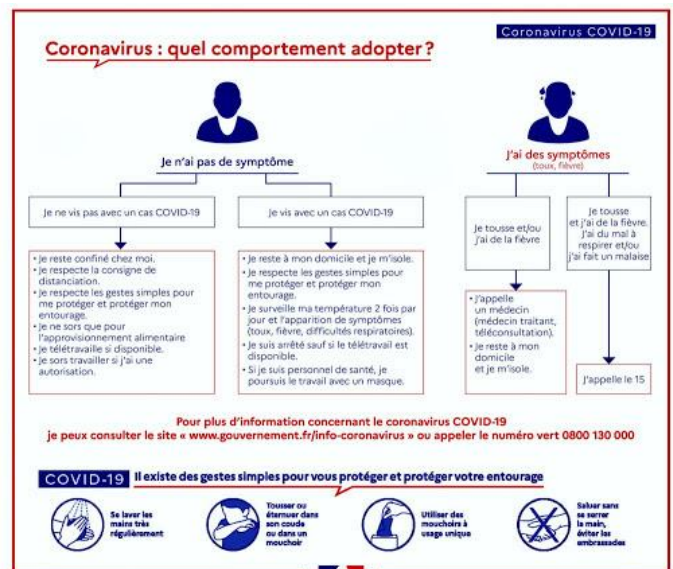 Coronavirus COVID-19
Coronavirus : quel comportement adopter ?
Je n'ai pas de symptôme
J'ai des symptômes
(toux, fièvre)
Je ne vis pas avec un cas COVID-19
Je vis avec un cas COVID-19
Je tousse et/ou
j'ai de la fièvre
Je tousse
et j'ai de la fièvre.
J'ai du mal à
respirer et/ou
j'ai fait un malaise
• Je reste confiné chez moi.
• Je respecte la consigne de
distanciation.
• Je respecte les gestes simples pour
me protéger et protéger mon
entourage.
• Je ne sors que pour
l'approvisionnement alimentaire
• Je télétravaille si disponible.
• Je sors travailler si j'ai une
autorisation.
• Je reste à mon domicile et je m'isole.
• Je respecte les gestes simples pour
me protéger et protéger mon
entourage.
• Je surveille ma température 2 fois par
jour et l'apparition de symptômes
(toux, fièvre, difficultés respiratoires).
• Je suis arrêté sauf si le télétravail est
disponible.
• Si je suis personnel de santé, je
poursuis le travail avec un masque.
• J'appelle
un médecin
(médecin traitant,
téléconsultation).
• Je reste à mon
domicile
et je m'isole.
J'appelle le 15
Pour plus d'information concernant le coronavirus COVID-19
je peux consulter le site « www.gouvernement.fr/info-coronavirus » ou appeler le numéro vert 0800 130 000
COVID-19 Il existe des gestes simples pour vous protéger et protéger votre entourage
Se laver les
mains très
régulièrement
Tousser ou
éternuer dans
son coude
ou dans un
mouchoir
Utiliser des
mouchoirs à
usage unique
Saluer sans
se serrer
la main,
éviter les
embrassades